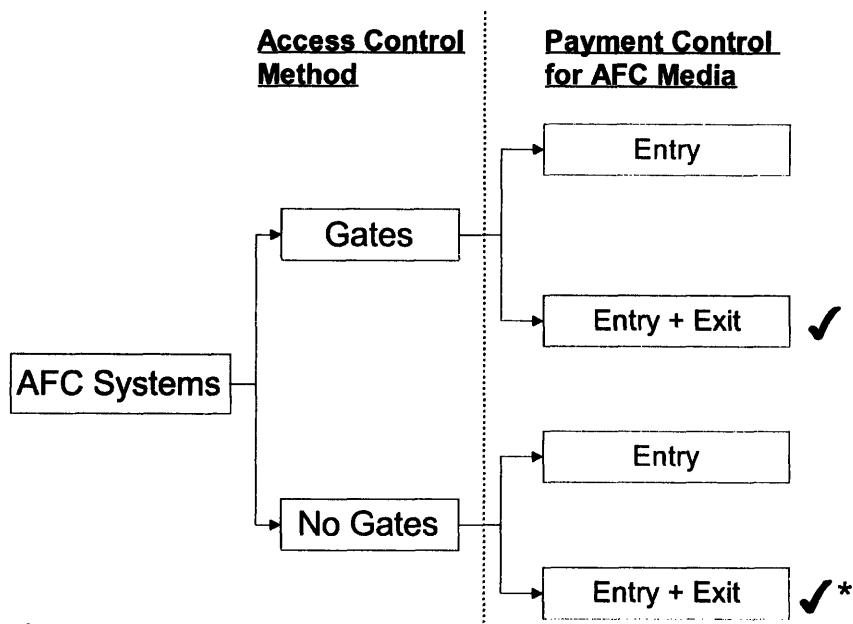 Access Control
Method
Payment Control
for AFC Media
Entry
Gates
Entry + Exit ✓
AFC Systems
Entry
No Gates
Entry + Exit ✓*